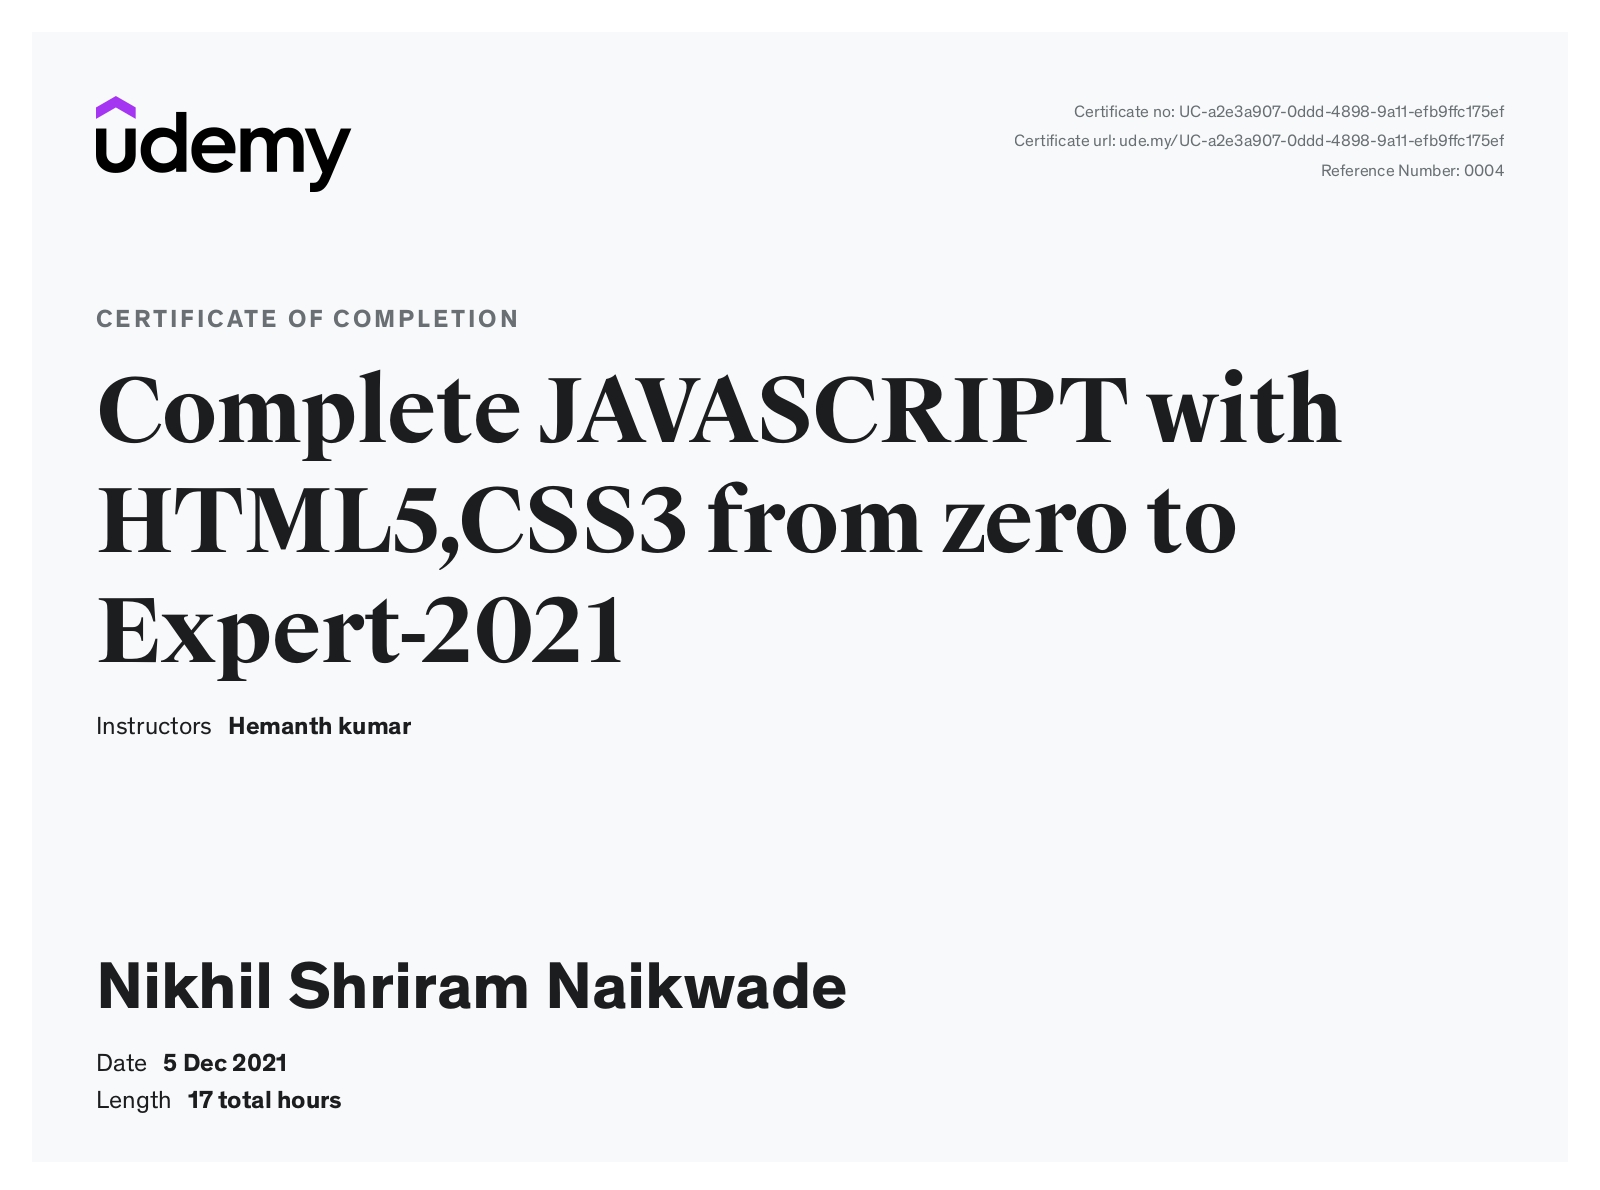 udemy
Certificate no: UC-a2e3a907-0ddd-4898-9a11-efb9ffc175ef
Certificate url: ude.my/UC-a2e3a907-0ddd-4898-9a11-efb9ffc175ef
Reference Number: 0004
CERTIFICATE OF COMPLETION
Complete JAVASCRIPT with
HTML5,CSS3 from zero to
Expert-2021
Instructors Hemanth kumar
Nikhil Shriram Naikwade
Date 5 Dec 2021
Length 17 total hours